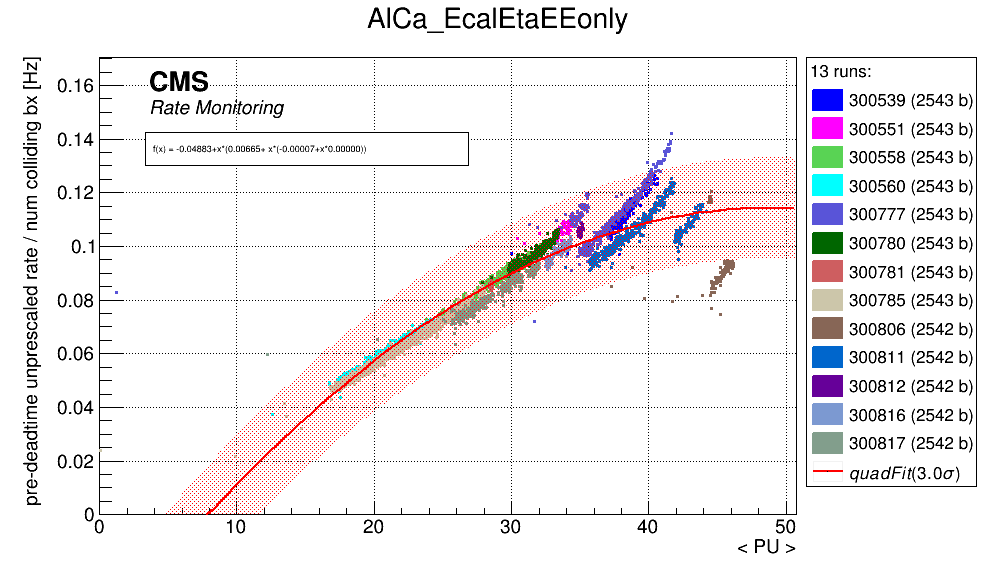 AlCa_EcalEtaEEonly
pre-deadtime unprescaled rate / num colliding bx [Hz]
0.16
0.14
0.12
0.1
0.08
0.06
0.04
0.02
0
CMS
Rate Monitoring
f(x) = -0.04883+x*(0.00665+ x*(-0.00007+x*0.00000))
0 10 20 30 40 50
< PU >
13 runs:
300539 (2543 b)
300551 (2543 b)
300558 (2543 b)
300560 (2543 b)
300777 (2543 b)
300780 (2543 b)
300781 (2543 b)
300785 (2543 b)
300806 (2542 b)
300811 (2542 b)
300812 (2542 b)
300816 (2542 b)
300817 (2542 b)
quadFit(3.0σ)